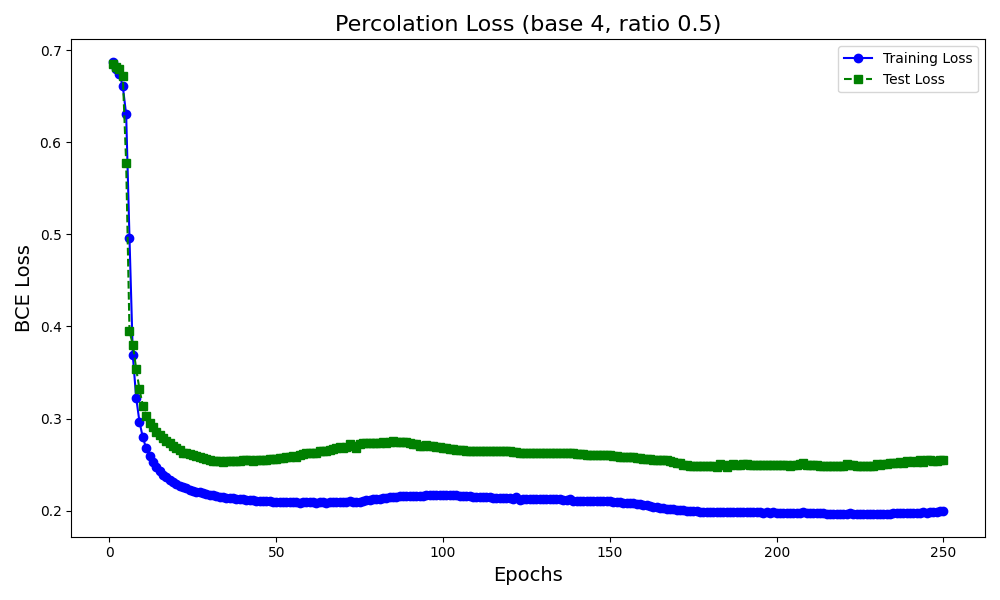 Percolation Loss (base 4, ratio 0.5)
Training Loss
Test Loss
BCE Loss
0.7
0.6
0.5
0.4
0.3
0.2
0 50 100 150 200 250
Epochs